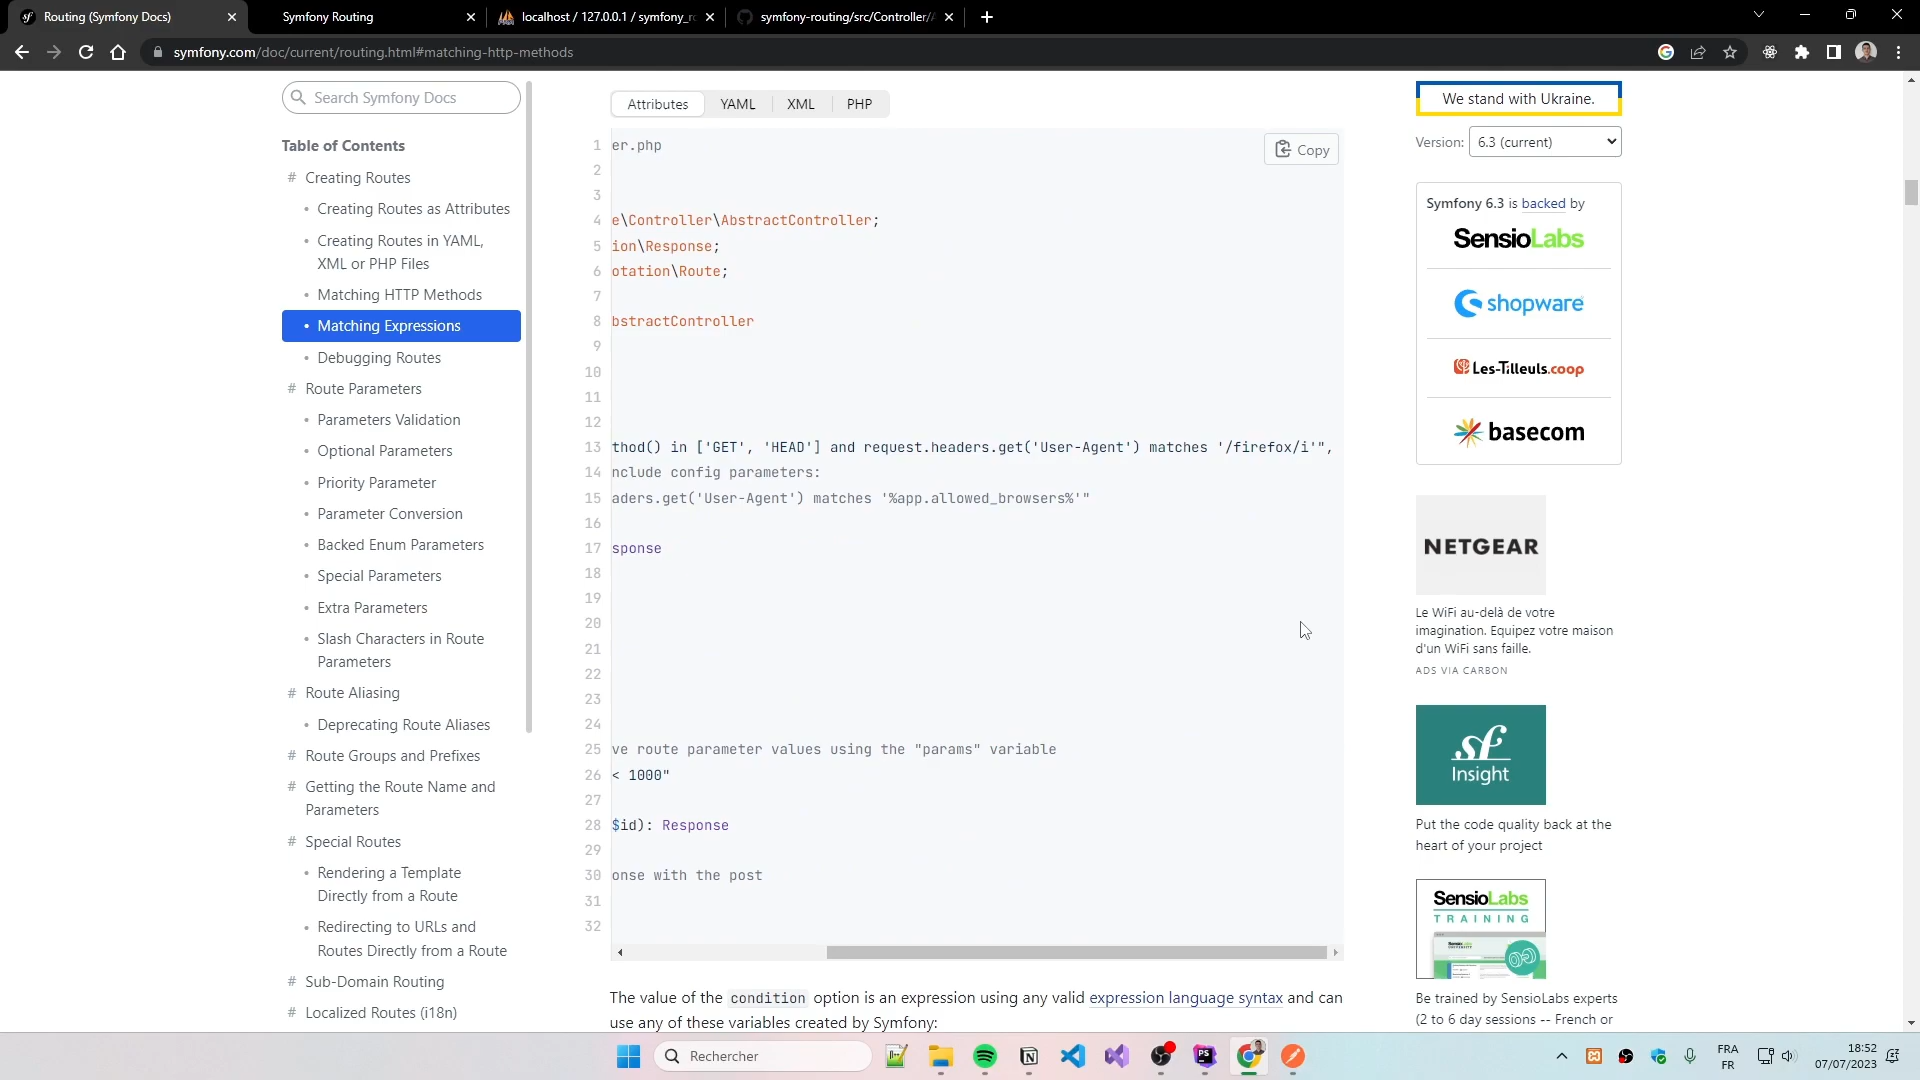 Routing (Symfony Docs)
Symfony Routing
localhost / 127.0.0.1 / symfony_ro
symfony-routing/src/Controller/A
symfony.com/doc/current/routing.html#matching-http-methods
Search Symfony Docs
Table of Contents
# Creating Routes
• Creating Routes as Attributes
• Creating Routes in YAML,
XML or PHP Files
• Matching HTTP Methods
• Matching Expressions
• Debugging Routes
# Route Parameters
• Parameters Validation
• Optional Parameters
• Priority Parameter
• Parameter Conversion
• Backed Enum Parameters
• Special Parameters
• Extra Parameters
• Slash Characters in Route
Parameters
# Route Aliasing
• Deprecating Route Aliases
# Route Groups and Prefixes
# Getting the Route Name and
Parameters
# Special Routes
• Rendering a Template
Directly from a Route
• Redirecting to URLs and
Routes Directly from a Route
# Sub-Domain Routing
# Localized Routes (i18n)
Attributes YAML XML PHP
Copy
1 er.php
2
3
4 e\Controller\AbstractController;
5 ion\Response;
6 otation\Route;
7
8 bstractController
9
10
11
12
13 thod() in ['GET', 'HEAD'] and request.headers.get('User-Agent') matches '/firefox/i'",
14 nclude config parameters:
15 aders.get('User-Agent') matches '%app.allowed_browsers%'"
16
17 sponse
18
19
20
21
22
23
24
25 ve route parameter values using the "params" variable
26 < 1000"
27
28 $id): Response
29
30 onse with the post
31
32
The value of the condition option is an expression using any valid expression language syntax and can
use any of these variables created by Symfony:
We stand with Ukraine.
Version: 6.3 (current)
Symfony 6.3 is backed by
SensioLabs
shopware
Les-Tilleuls.coop
basecom
NETGEAR
Le WiFi au-delà de votre
imagination. Equipez votre maison
d'un WiFi sans faille.
ADS VIA CARBON
sf
Insight
Put the code quality back at the
heart of your project
SensioLabs
TRAINING
Be trained by SensioLabs experts
(2 to 6 day sessions -- French or
Rechercher
FRA
FR
18:52
07/07/2023